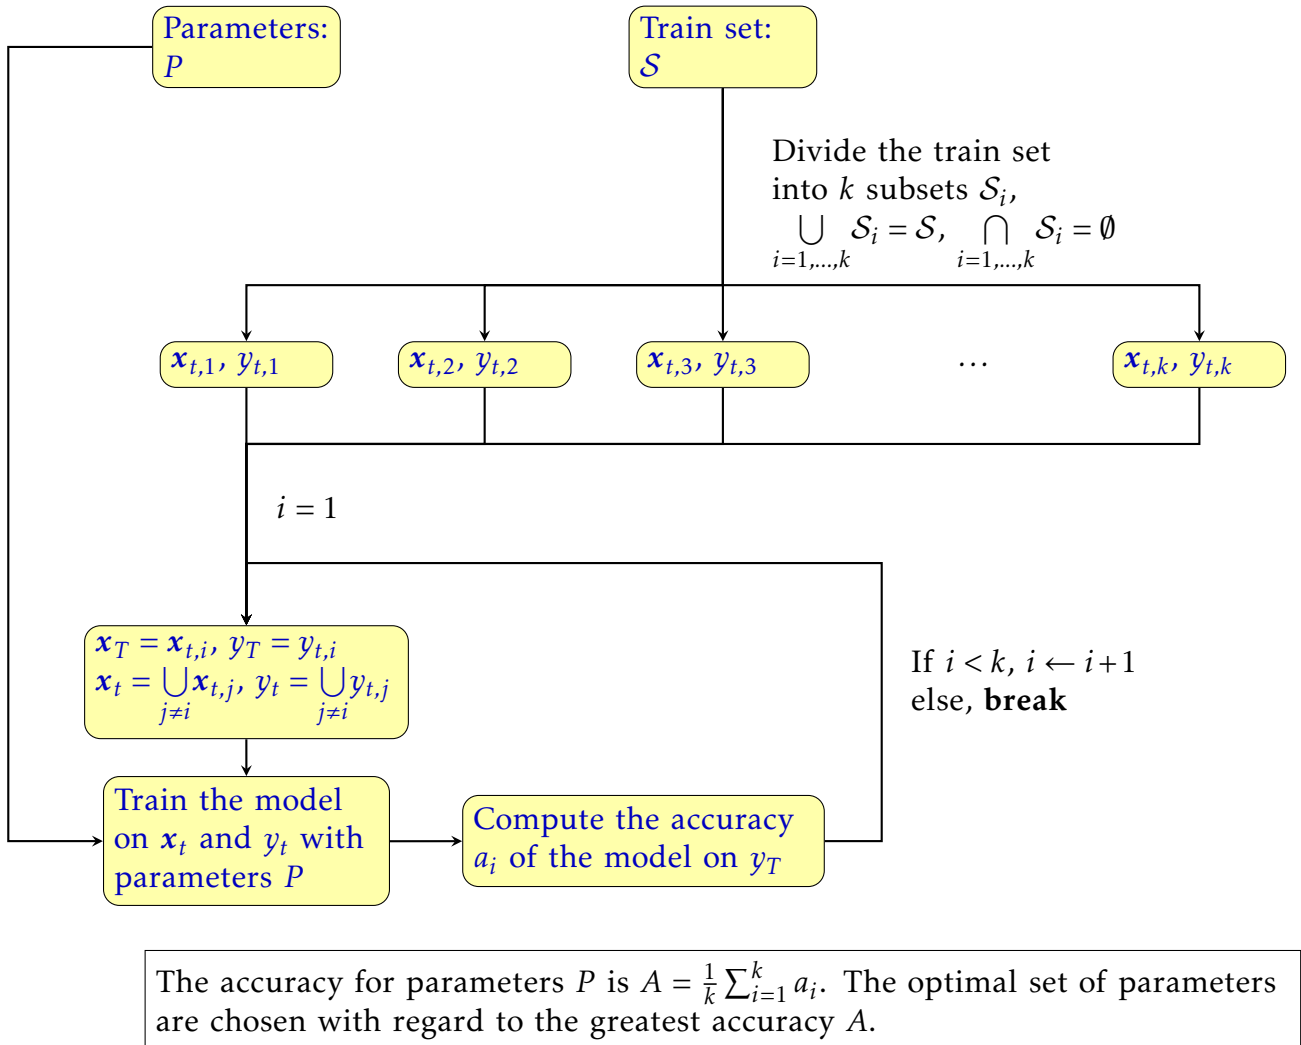 Parameters:
P
Train set:
𝒮
Divide the train set
into k subsets 𝒮ᵢ,
⋃_{i=1,...,k} 𝒮ᵢ = 𝒮, ⋂_{i=1,...,k} 𝒮ᵢ = ∅
𝒙_{t,1}, y_{t,1}
𝒙_{t,2}, y_{t,2}
𝒙_{t,3}, y_{t,3}
...
𝒙_{t,k}, y_{t,k}
i = 1
𝒙_T = 𝒙_{t,i}, y_T = y_{t,i}
𝒙_t = ⋃_{j≠i} 𝒙_{t,j}, y_t = ⋃_{j≠i} y_{t,j}
If i < k, i ← i+1
else, break
Train the model
on 𝒙_t and y_t with
parameters P
Compute the accuracy
a_i of the model on y_T
The accuracy for parameters P is A = \frac{1}{k} ∑_{i=1}^{k} a_i. The optimal set of parameters
are chosen with regard to the greatest accuracy A.